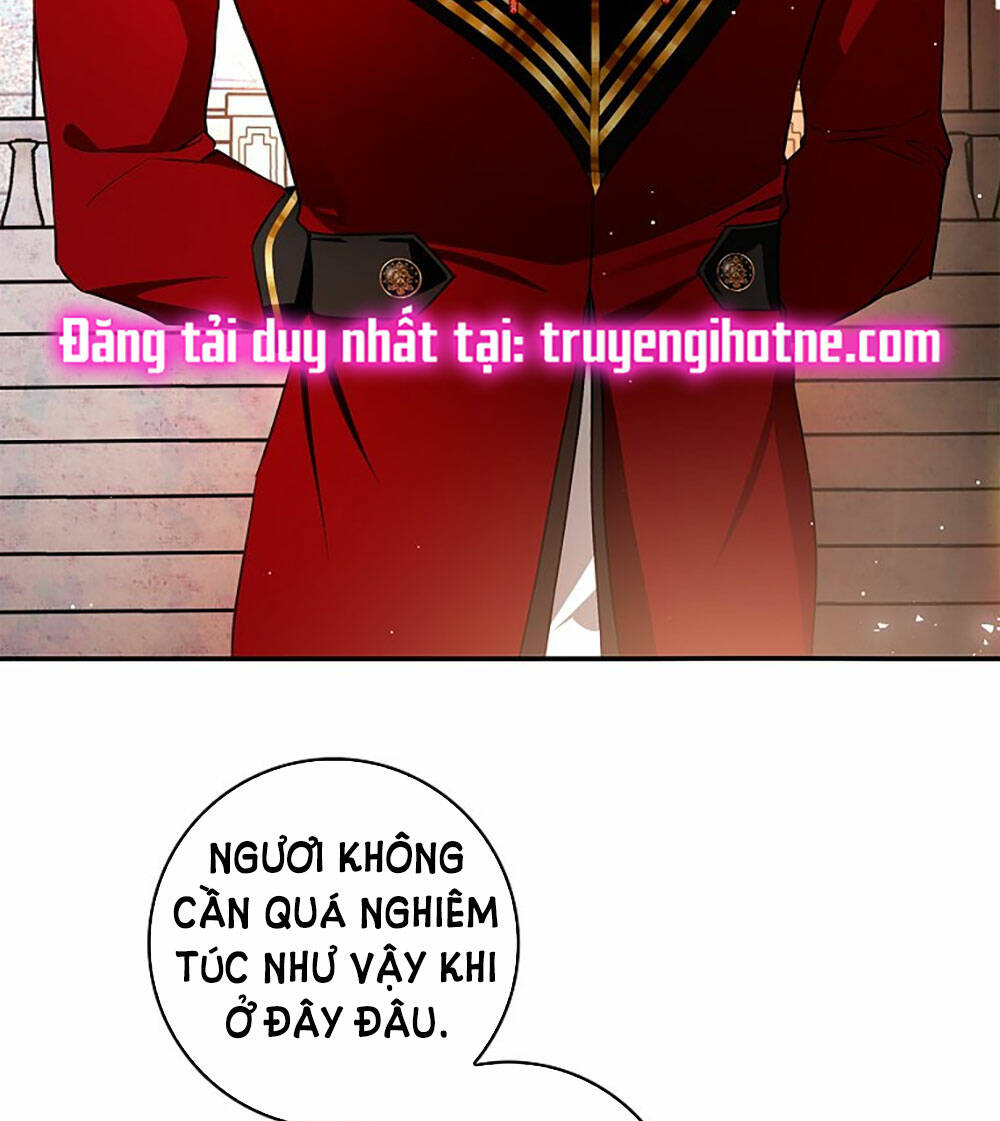 Đăng tải duy nhất tại: truyengihotne.com
NGƯƠI KHÔNG
CẦN QUÁ NGHIÊM
TÚC NHƯ VẬY KHI
Ở ĐÂY ĐÂU.